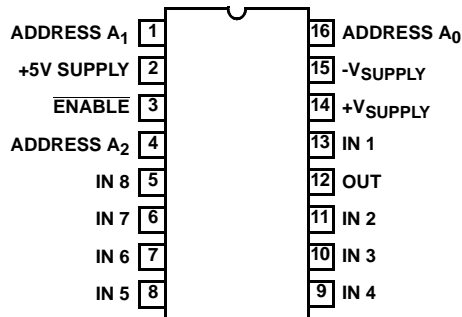 ADDRESS A1 1 16 ADDRESS A0
+5V SUPPLY 2 15 -VSUPPLY
ENABLE 3 14 +VSUPPLY
ADDRESS A2 4 13 IN 1
IN 8 5 12 OUT
IN 7 6 11 IN 2
IN 6 7 10 IN 3
IN 5 8 9 IN 4